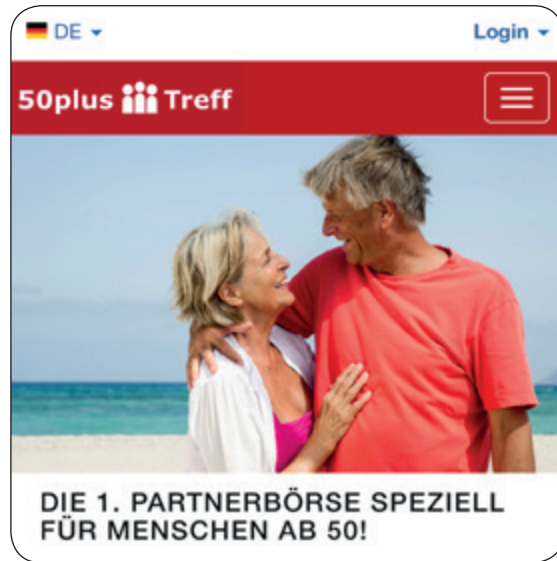 DE
Login
50plus Treff
DIE 1. PARTNERBÖRSE SPEZIELL
FÜR MENSCHEN AB 50!